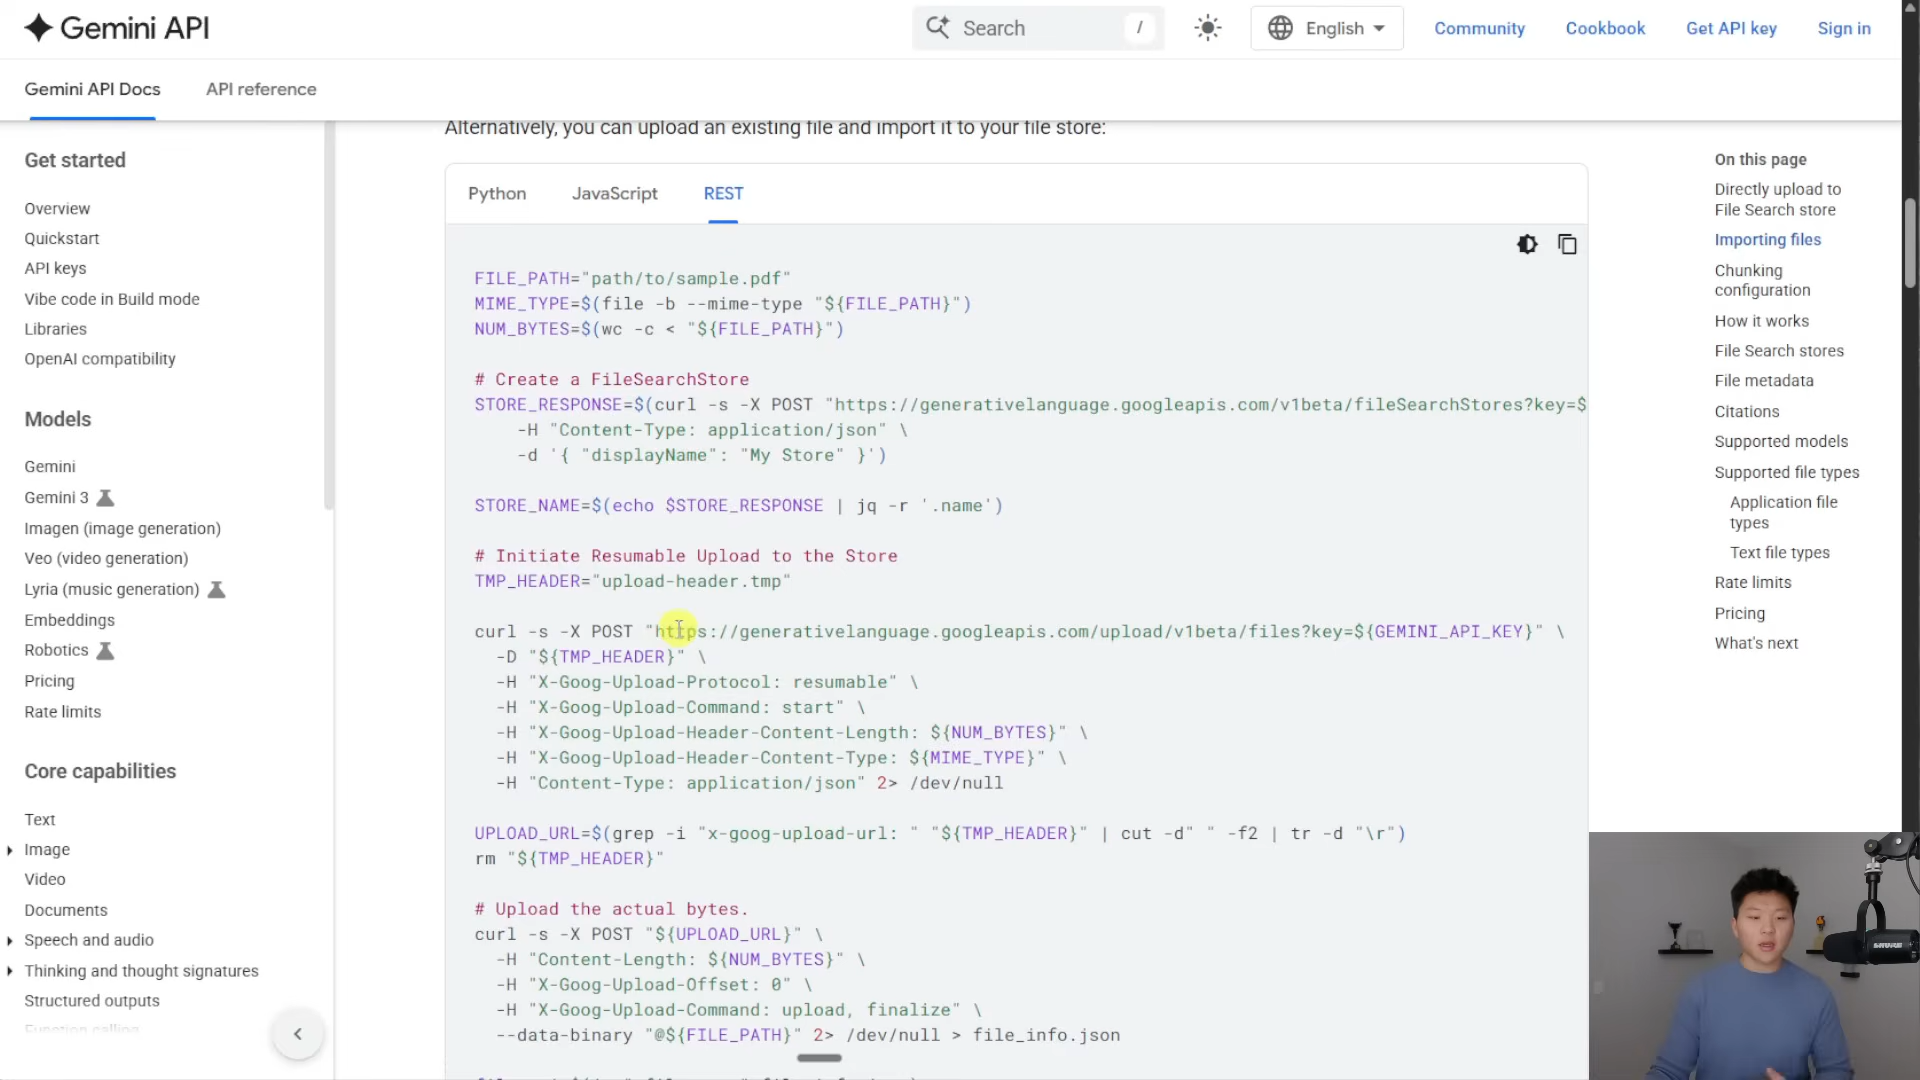 Gemini API
Search
/
English
Community
Cookbook
Get API key
Sign in
Gemini API Docs
API reference
Get started
Overview
Quickstart
API keys
Vibe code in Build mode
Libraries
OpenAI compatibility
Models
Gemini
Gemini 3
Imagen (image generation)
Veo (video generation)
Lyria (music generation)
Embeddings
Robotics
Pricing
Rate limits
Core capabilities
Text
Image
Video
Documents
Speech and audio
Thinking and thought signatures
Structured outputs
Function calling
Alternatively, you can upload an existing file and import it to your file store:
Python
JavaScript
REST
FILE_PATH="path/to/sample.pdf"
MIME_TYPE=$(file -b --mime-type "${FILE_PATH}")
NUM_BYTES=$(wc -c < "${FILE_PATH}")
# Create a FileSearchStore
STORE_RESPONSE=$(curl -s -X POST "https://generativelanguage.googleapis.com/v1beta/fileSearchStores?key=$
-H "Content-Type: application/json" \
-d '{ "displayName": "My Store" }')
STORE_NAME=$(echo $STORE_RESPONSE | jq -r '.name')
# Initiate Resumable Upload to the Store
TMP_HEADER="upload-header.tmp"
curl -s -X POST "https://generativelanguage.googleapis.com/upload/v1beta/files?key=${GEMINI_API_KEY}" \
-D "${TMP_HEADER}" \
-H "X-Goog-Upload-Protocol: resumable" \
-H "X-Goog-Upload-Command: start" \
-H "X-Goog-Upload-Header-Content-Length: ${NUM_BYTES}" \
-H "X-Goog-Upload-Header-Content-Type: ${MIME_TYPE}" \
-H "Content-Type: application/json" 2> /dev/null
UPLOAD_URL=$(grep -i "x-goog-upload-url: " "${TMP_HEADER}" | cut -d" " -f2 | tr -d "\r")
rm "${TMP_HEADER}"
# Upload the actual bytes.
curl -s -X POST "${UPLOAD_URL}" \
-H "Content-Length: ${NUM_BYTES}" \
-H "X-Goog-Upload-Offset: 0" \
-H "X-Goog-Upload-Command: upload, finalize" \
--data-binary "@${FILE_PATH}" 2> /dev/null > file_info.json
On this page
Directly upload to
File Search store
Importing files
Chunking
configuration
How it works
File Search stores
File metadata
Citations
Supported models
Supported file types
Application file
types
Text file types
Rate limits
Pricing
What's next
SHURE